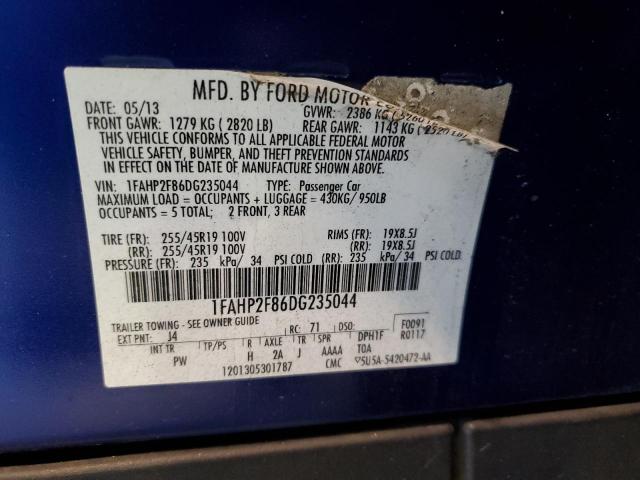 MFD. BY FORD MOTOR
DATE: 05/13 GVWR: 2386 KG
FRONT GAWR: 1279 KG ( 2820 LB) REAR GAWR: 1143 KG ( 2520 LB)
THIS VEHICLE CONFORMS TO ALL APPLICABLE FEDERAL MOTOR
VEHICLE SAFETY, BUMPER, AND THEFT PREVENTION STANDARDS IN
EFFECT ON THE DATE OF MANUFACTURE SHOWN ABOVE.
VIN: 1FAHP2F86DG235044 TYPE: Passenger Car
MAXIMUM LOAD = OCCUPANTS + LUGGAGE = 430KG/ 950LB
OCCUPANTS = 5 TOTAL; 2 FRONT, 3 REAR
TIRE (FR): 255/45R19 100V RIMS (FR): 19X8.5J
(RR): 255/45R19 100V (RR): 19X8.5J
PRESSURE (FR): 235 kPa/ 34 PSI COLD (RR): 235 kPa/ 34 PSI COLD
1FAHP2F86DG235044
TRAILER TOWING - SEE OWNER GUIDE
EXT PNT: J4 RC: 71 DSO: F0091
INT TR TP/PS R AXLE TR SPR DPH1F R0117
PW H 2A J AAAA TOA
1201305301787 CMC 5U5A-5420472-AA